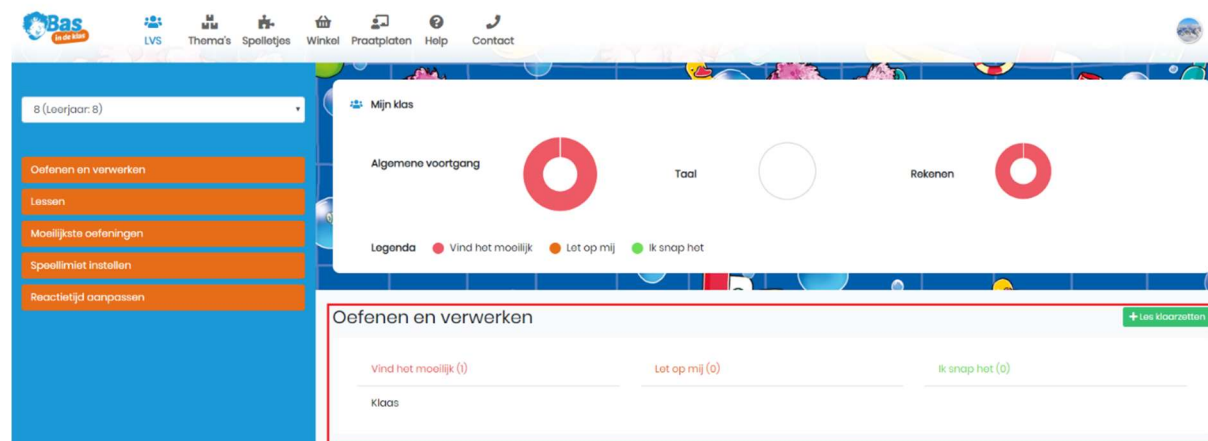 Bas
in de klas
LVS Thema's Spelletjes Winkel Praatplaten Help Contact
8 (Leerjaar: 8)
Oefenen en verwerken
Lessen
Moeilijkste oefeningen
Speellimiet instellen
Reactietijd aanpassen
Mijn klas
Algemene voortgang
Taal
Rekenen
Legenda Vind het moeilijk Let op mij Ik snap het
Oefenen en verwerken
+ Les klaarzetten
Vind het moeilijk (1) Let op mij (0) Ik snap het (0)
Klaas